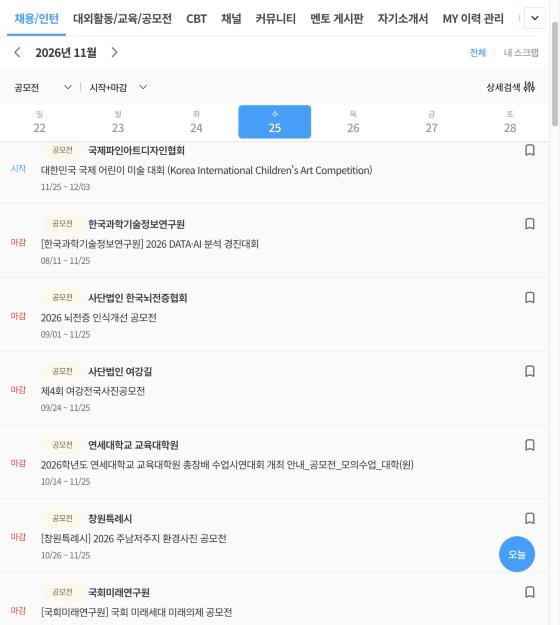 채용/인턴 대외활동/교육/공모전 CBT 채널 커뮤니티 멘토 게시판 자기소개서 MY 이력 관리
2026년 11월 전체 내 스크랩
공모전 시작+마감 상세검색
일 월 화 수 목 금 토
22 23 24 25 26 27 28
공모전 국제파인아트디자인협회
시작 대한민국 국제 어린이 미술 대회 (Korea International Children's Art Competition)
11/25 ~ 12/03
공모전 한국과학기술정보연구원
마감 [한국과학기술정보연구원] 2026 DATA·AI 분석 경진대회
08/11 ~ 11/25
공모전 사단법인 한국뇌전증협회
마감 2026 뇌전증 인식개선 공모전
09/01 ~ 11/25
공모전 사단법인 여강길
마감 제4회 여강전국사진공모전
09/24 ~ 11/25
공모전 연세대학교 교육대학원
마감 2026학년도 연세대학교 교육대학원 총장배 수업시연대회 개최 안내_공모전_모의수업_대학(원)
10/14 ~ 11/25
공모전 창원특례시
마감 [창원특례시] 2026 주남저수지 환경사진 공모전
10/26 ~ 11/25
오늘
공모전 국회미래연구원
마감 [국회미래연구원] 국회 미래세대 미래의제 공모전